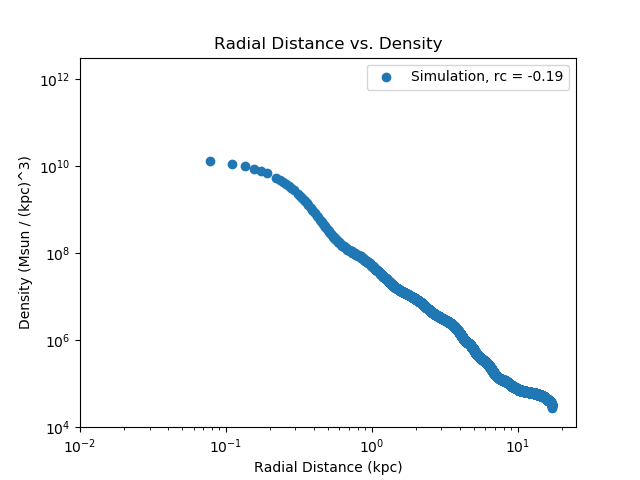 Radial Distance vs. Density
Simulation, rc = -0.19
Density (Msun / (kpc)^3)
10^12
10^10
10^8
10^6
10^4
10^-2
10^-1
10^0
10^1
Radial Distance (kpc)